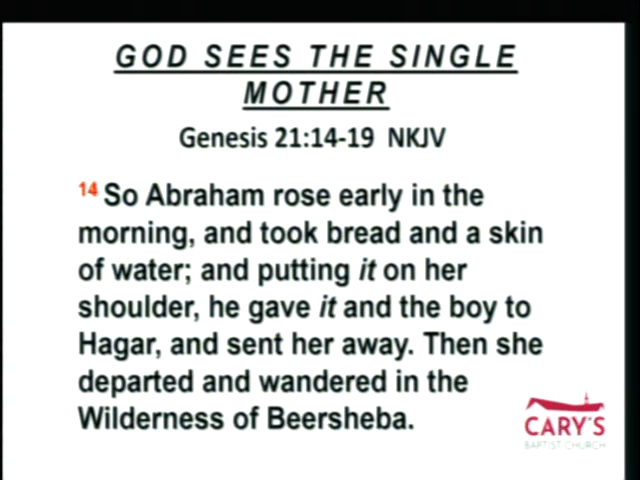 GOD SEES THE SINGLE
MOTHER
Genesis 21:14-19 NKJV
14 So Abraham rose early in the
morning, and took bread and a skin
of water; and putting it on her
shoulder, he gave it and the boy to
Hagar, and sent her away. Then she
departed and wandered in the
Wilderness of Beersheba.
CARY'S
BAPTIST CHURCH